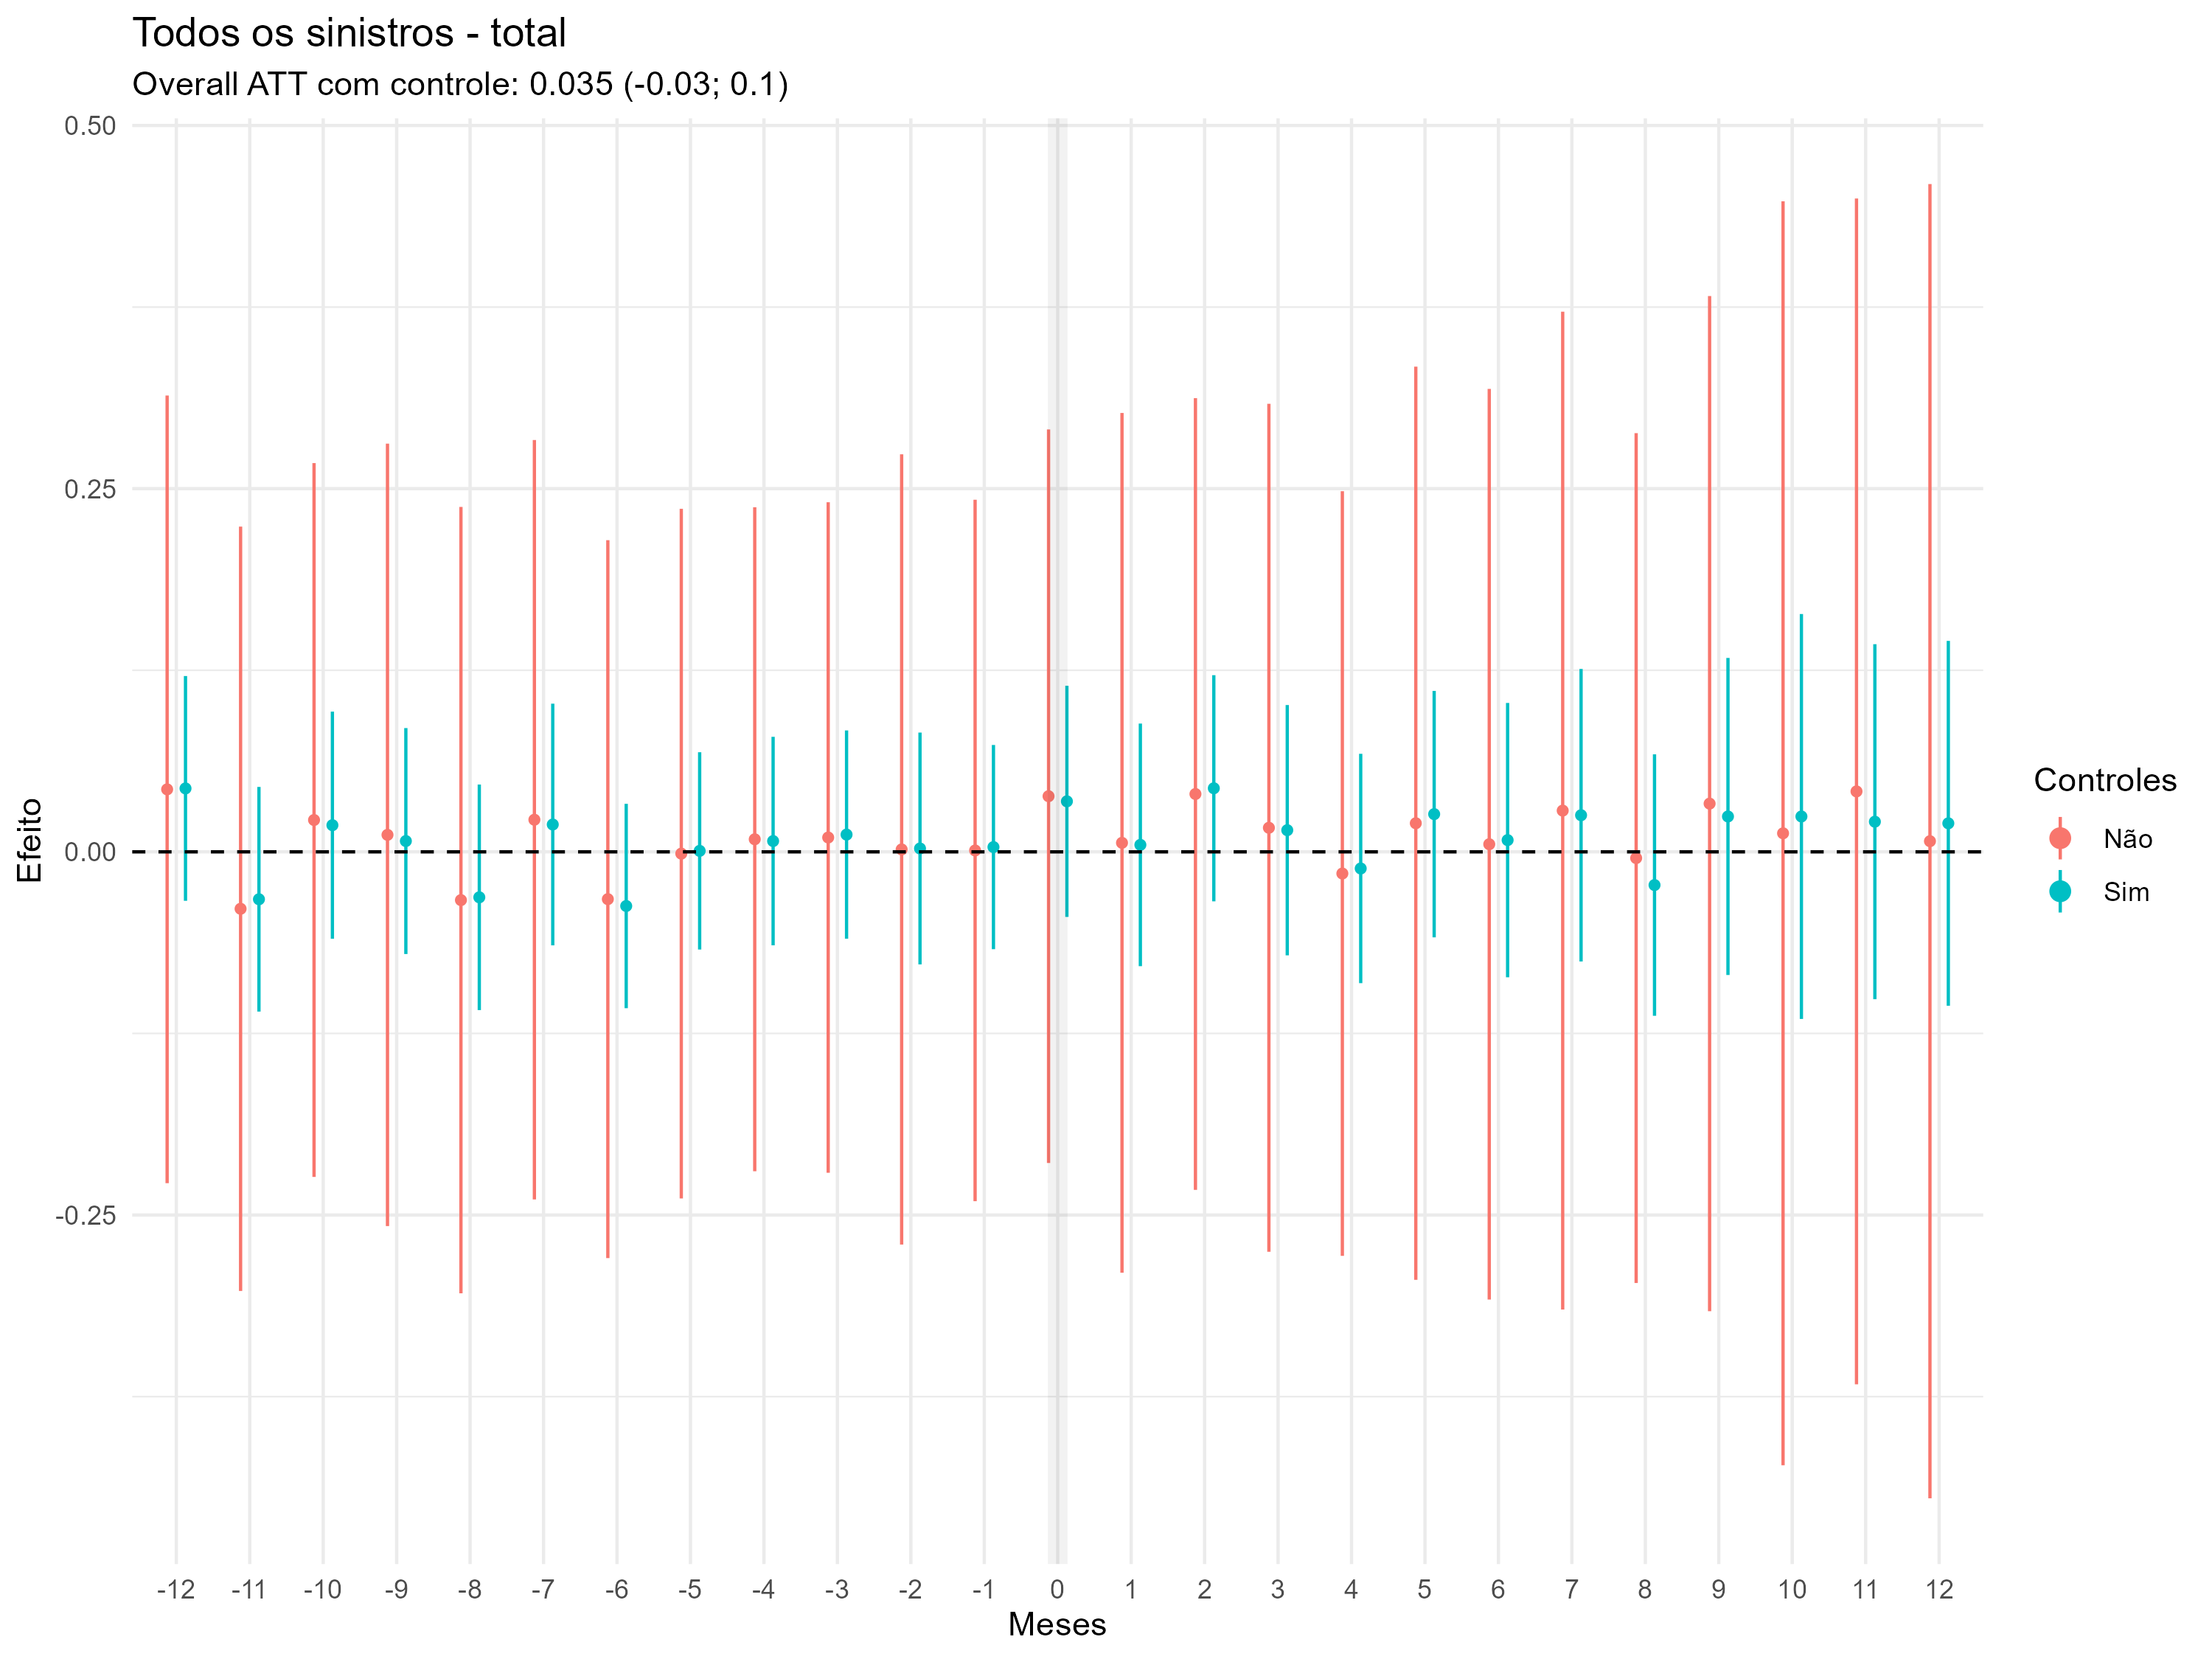 Todos os sinistros - total
Overall ATT com controle: 0.035 (-0.03; 0.1)
0.50
0.25
0.00
-0.25
Efeito
-12 -11 -10 -9 -8 -7 -6 -5 -4 -3 -2 -1 0 1 2 3 4 5 6 7 8 9 10 11 12
Meses
Controles
Não
Sim